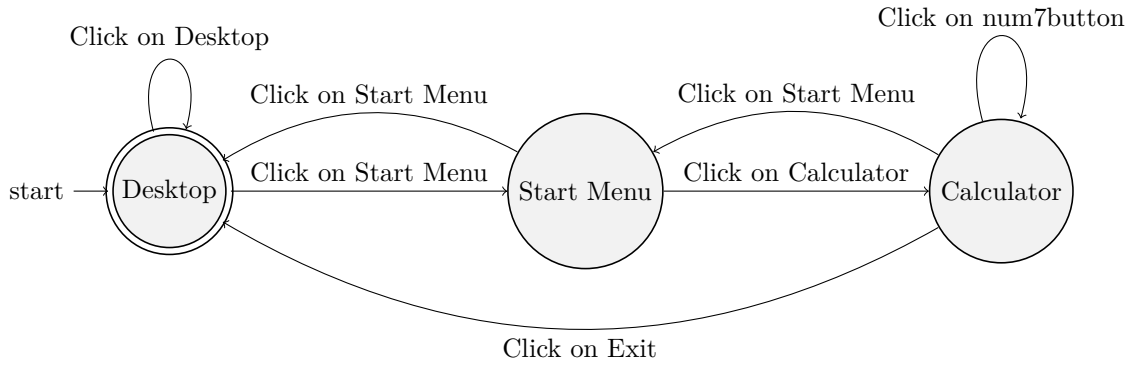 Click on num7button
Click on Desktop
Click on Start Menu
Click on Start Menu
start
Desktop
Click on Start Menu
Start Menu
Click on Calculator
Calculator
Click on Exit